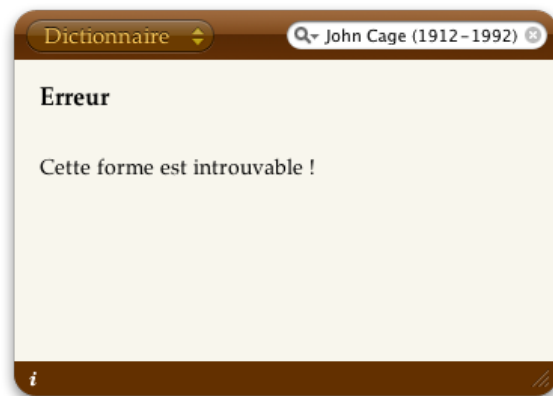 Dictionnaire
John Cage (1912-1992)
Erreur
Cette forme est introuvable !
i